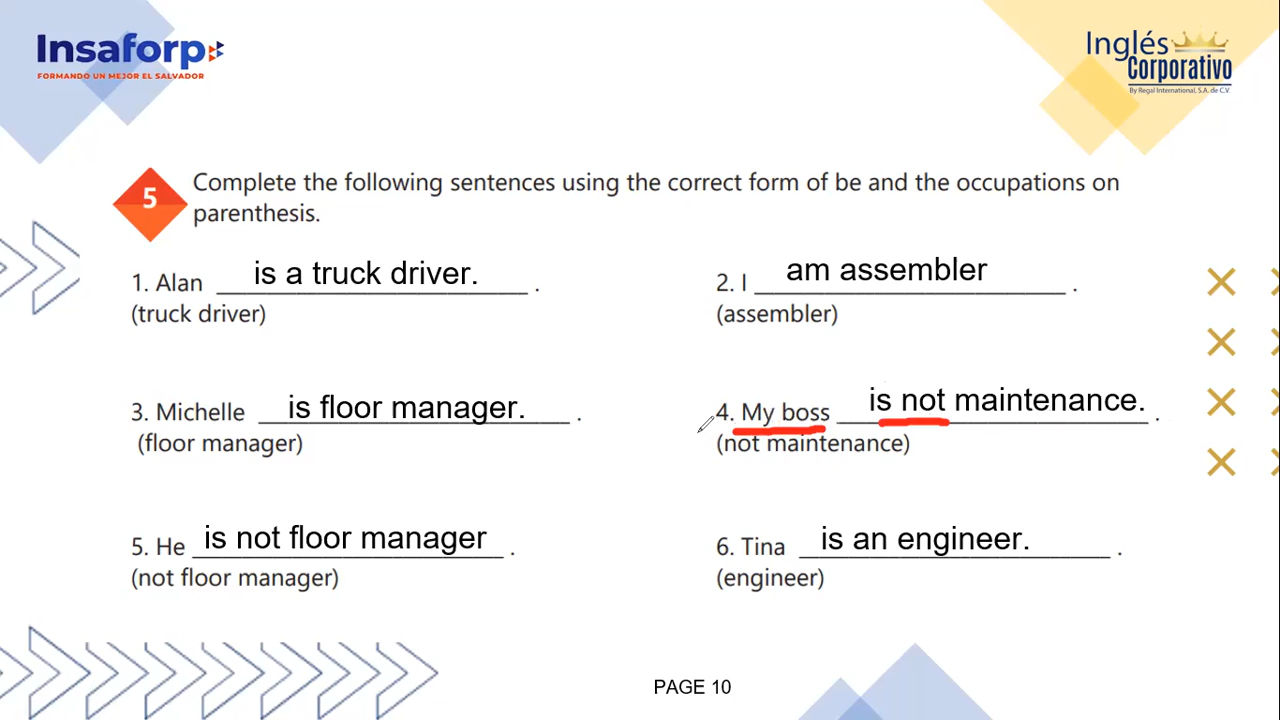 Insaforp
FORMANDO UN MEJOR EL SALVADOR
Inglés
Corporativo
By Regal International, S.A. de C.V.
5
Complete the following sentences using the correct form of be and the occupations on
parenthesis.
1. Alan is a truck driver. .
(truck driver)
2. I am assembler .
(assembler)
3. Michelle is floor manager. .
(floor manager)
4. My boss is not maintenance. .
(not maintenance)
5. He is not floor manager .
(not floor manager)
6. Tina is an engineer. .
(engineer)
PAGE 10